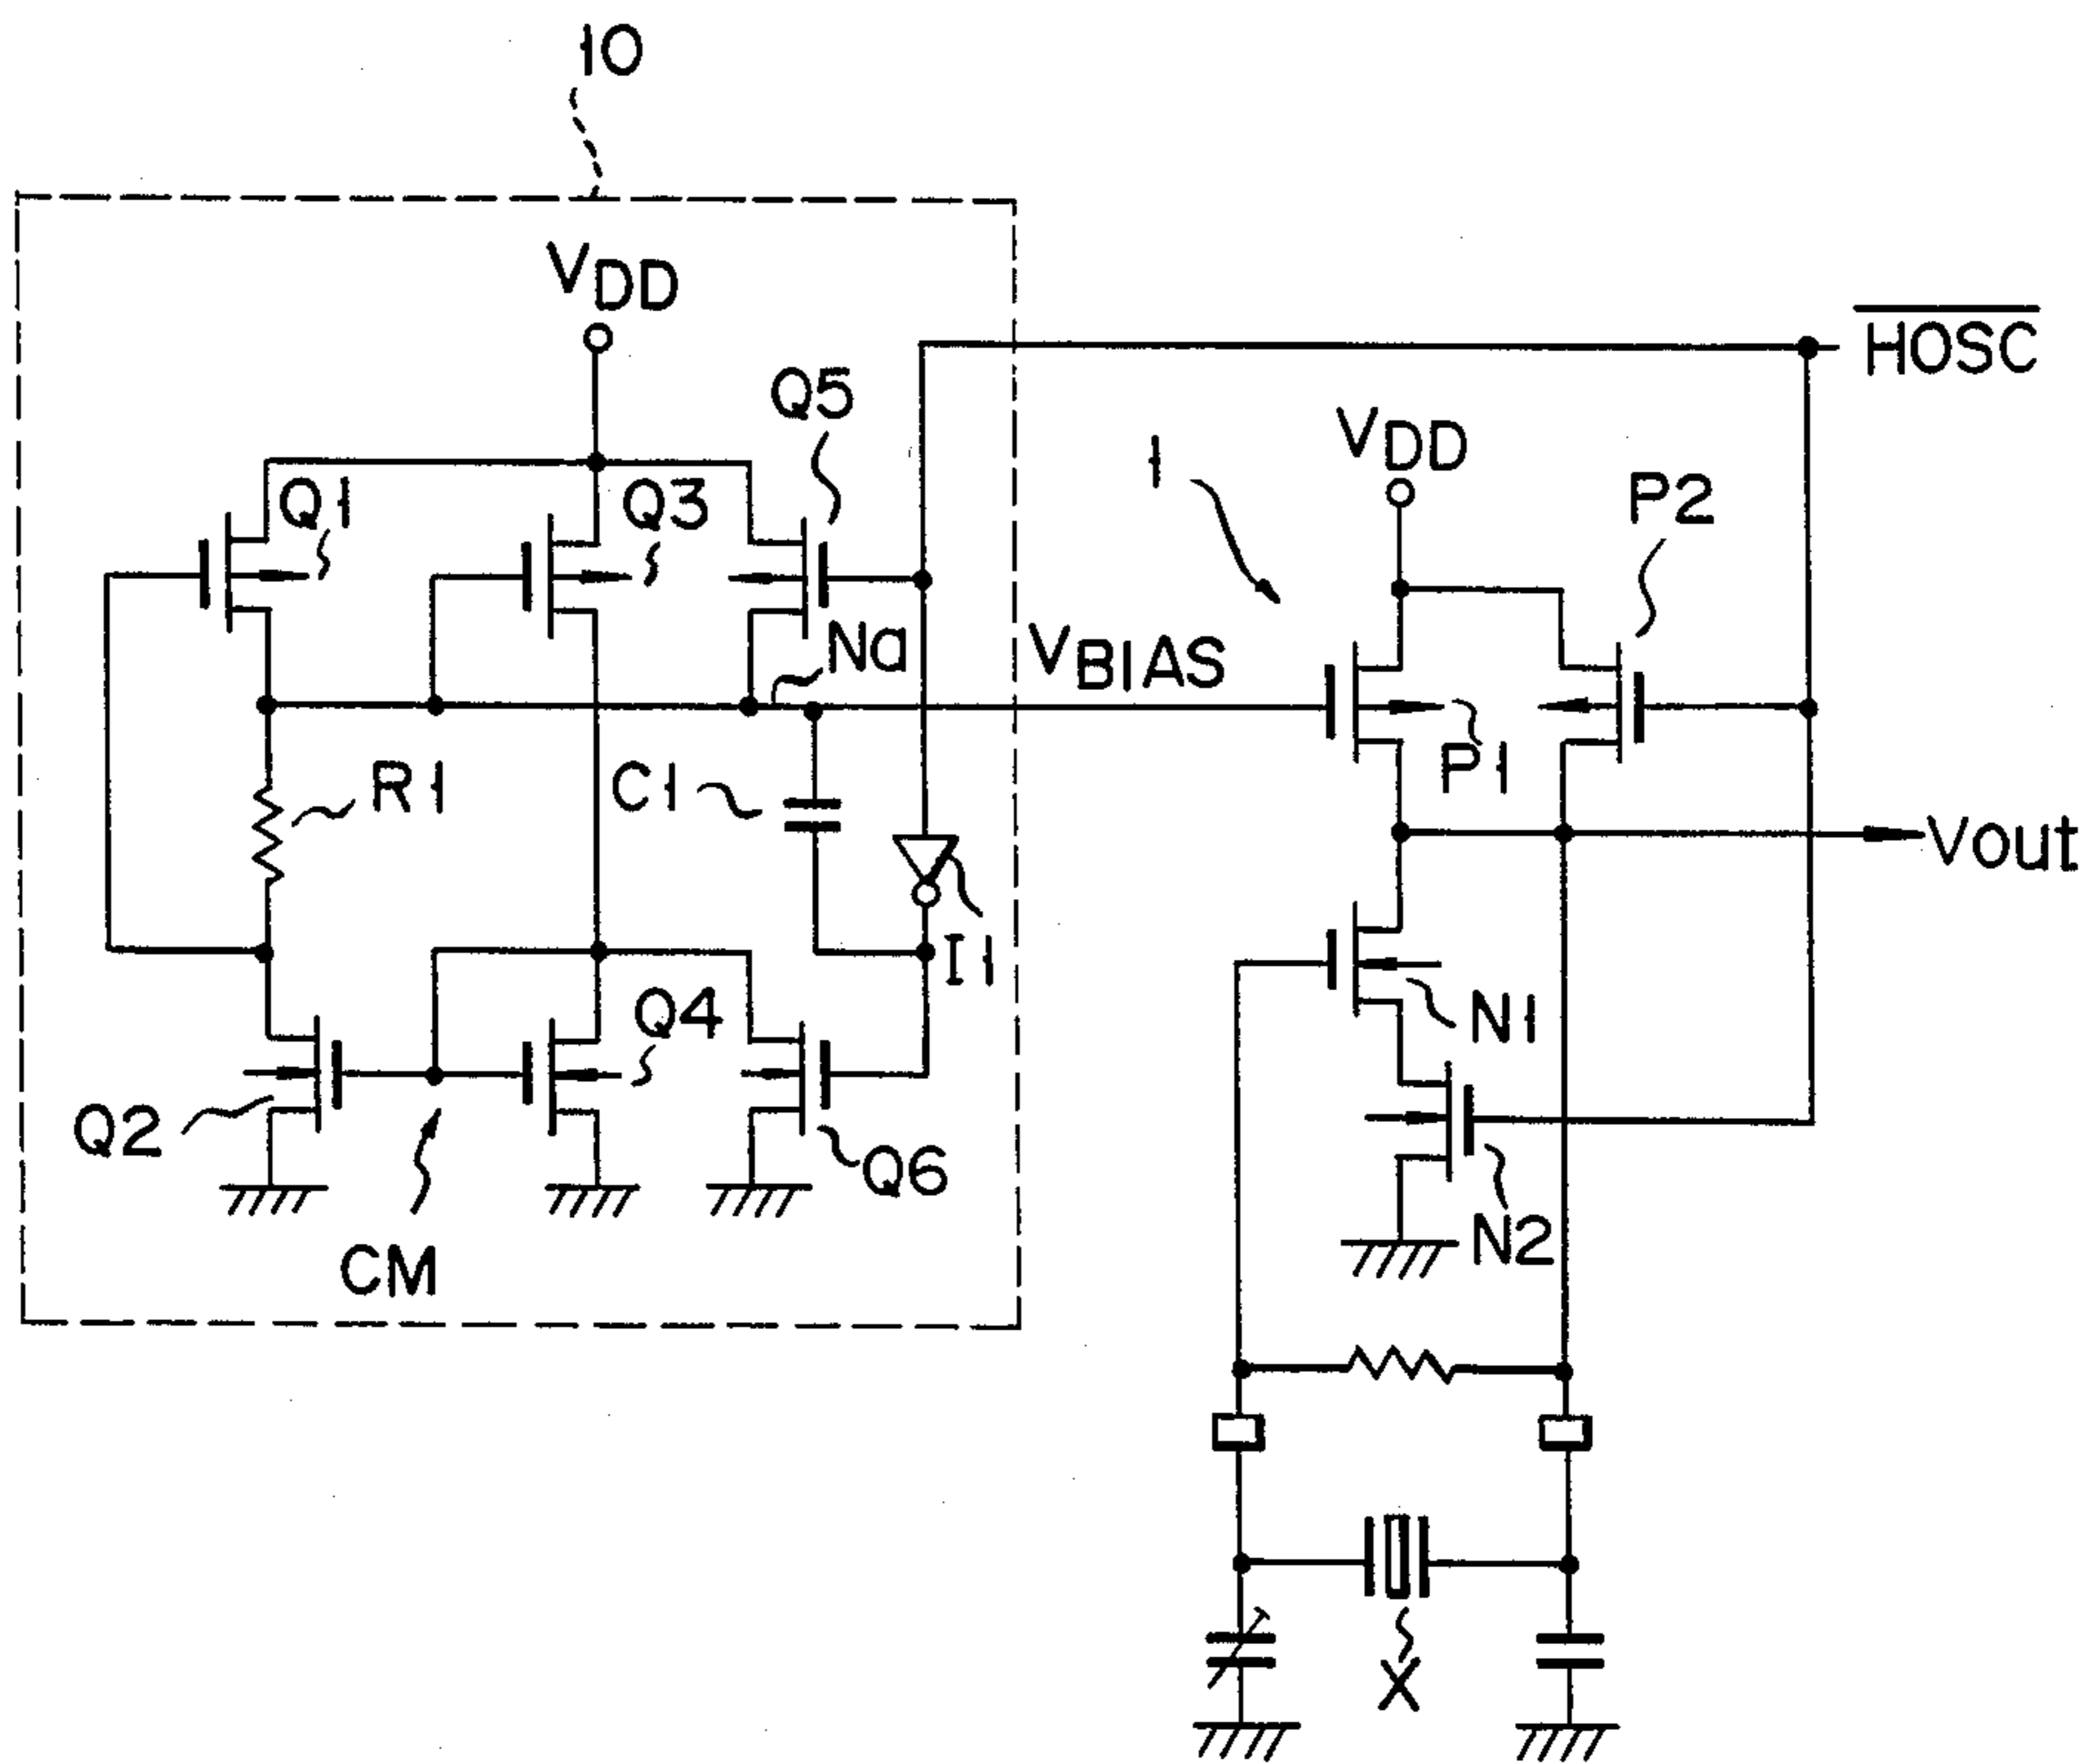 10
VDD
HOSC
Q5
Q1
Q3
1
VDD
P2
Na
VBIAS
R1
C1
P1
Vout
I1
Q4
N1
Q2
Q6
N2
CM
X